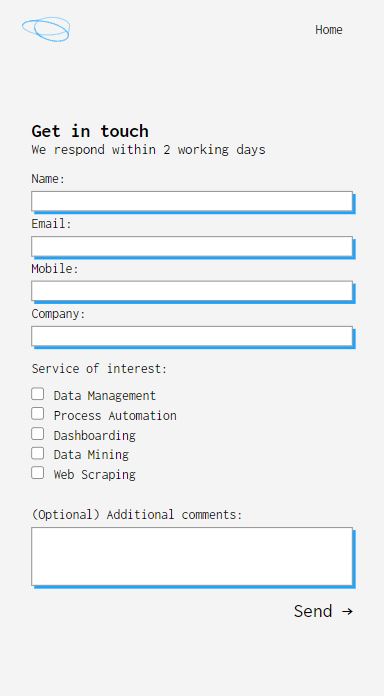 Home
Get in touch
We respond within 2 working days
Name:
Email:
Mobile:
Company:
Service of interest:
Data Management
Process Automation
Dashboarding
Data Mining
Web Scraping
(Optional) Additional comments:
Send →